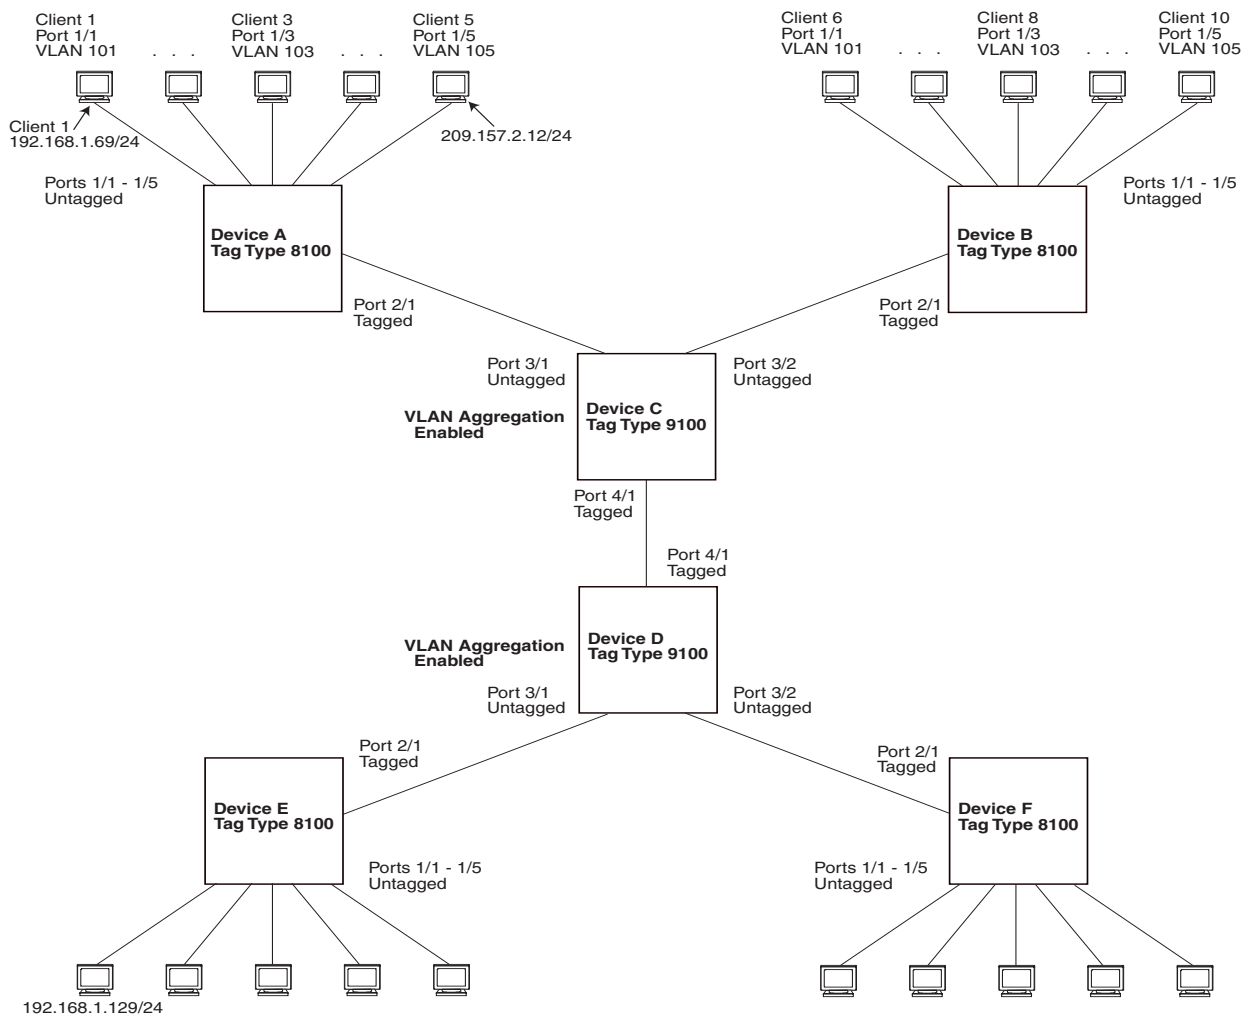 Client 1
Port 1/1
VLAN 101
. . .
Client 3
Port 1/3
VLAN 103
. . .
Client 5
Port 1/5
VLAN 105
Client 6
Port 1/1
VLAN 101
. . .
Client 8
Port 1/3
VLAN 103
. . .
Client 10
Port 1/5
VLAN 105
Client 1
192.168.1.69/24
209.157.2.12/24
Ports 1/1 - 1/5
Untagged
Ports 1/1 - 1/5
Untagged
Device A
Tag Type 8100
Device B
Tag Type 8100
Port 2/1
Tagged
Port 2/1
Tagged
Port 3/1
Untagged
Port 3/2
Untagged
VLAN Aggregation
Enabled
Device C
Tag Type 9100
Port 4/1
Tagged
Port 4/1
Tagged
VLAN Aggregation
Enabled
Device D
Tag Type 9100
Port 3/1
Untagged
Port 3/2
Untagged
Port 2/1
Tagged
Port 2/1
Tagged
Device E
Tag Type 8100
Device F
Tag Type 8100
Ports 1/1 - 1/5
Untagged
Ports 1/1 - 1/5
Untagged
192.168.1.129/24